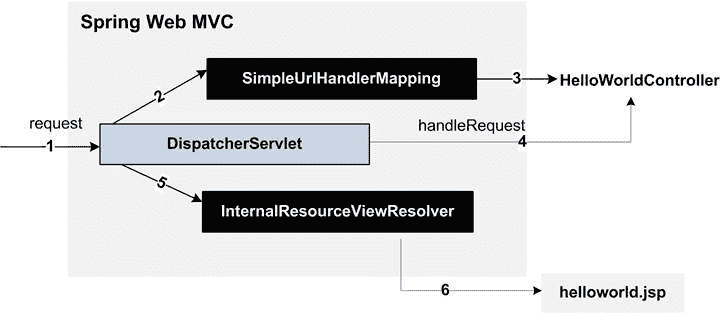 Spring Web MVC
SimpleUrlHandlerMapping
2
3
HelloWorldController
request
1
DispatcherServlet
handleRequest
4
5
InternalResourceViewResolver
6
helloworld.jsp